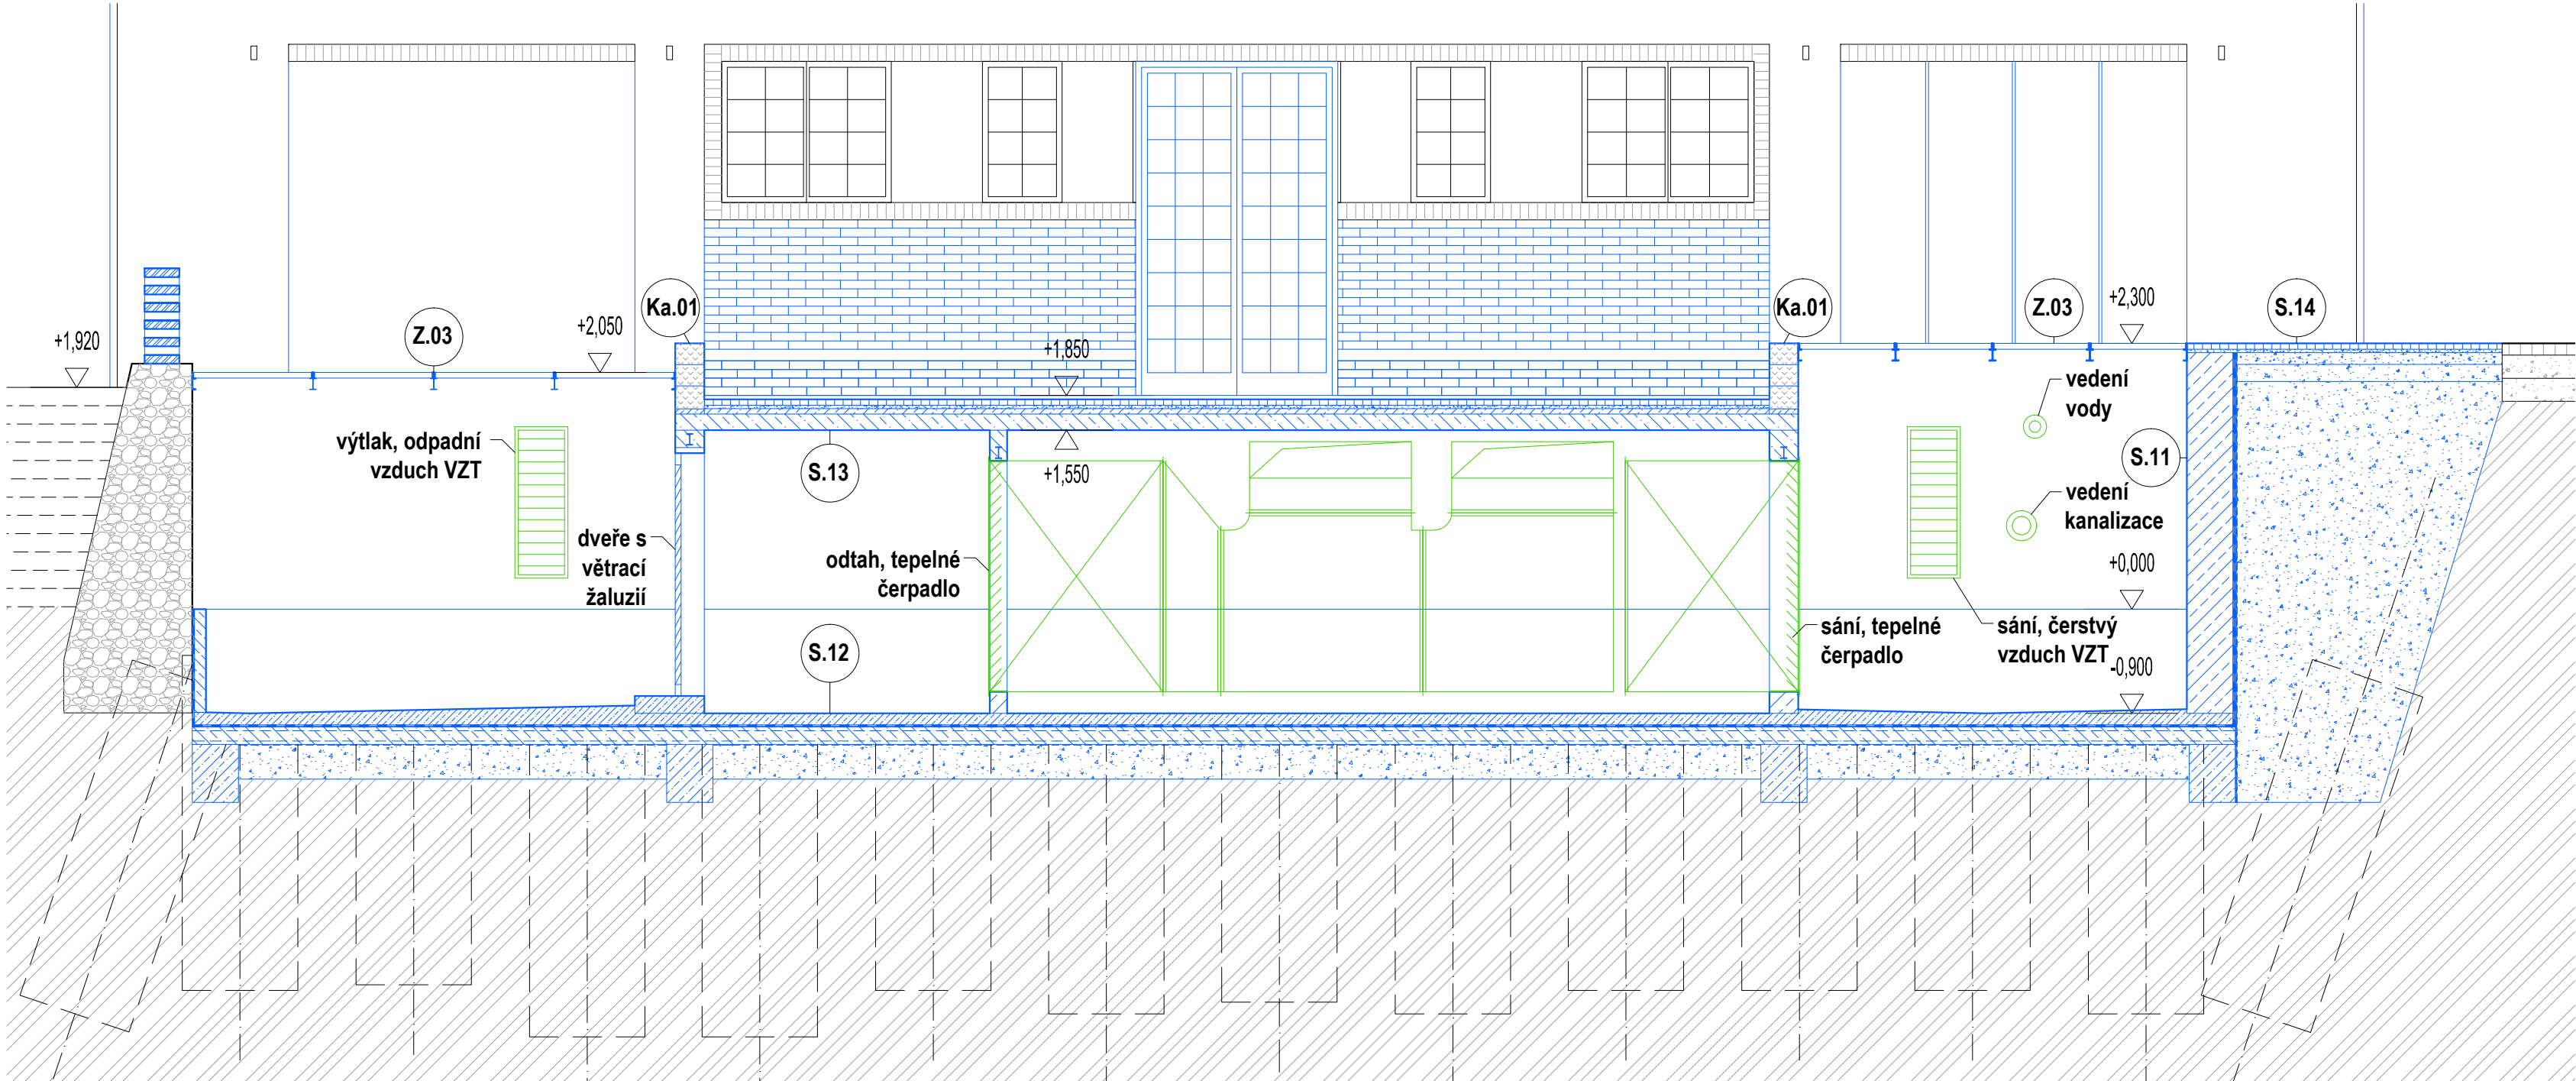 +1,920
Z.03
+2,050
Ka.01
+1,850
Ka.01
Z.03
+2,300
S.14
výtlak, odpadní
vzduch VZT
S.13
+1,550
vedení
vody
S.11
dveře s
větrací
žaluzií
odtah, tepelné
čerpadlo
vedení
kanalizace
+0,000
S.12
sání, tepelné
čerpadlo
sání, čerstvý
vzduch VZT
-0,900